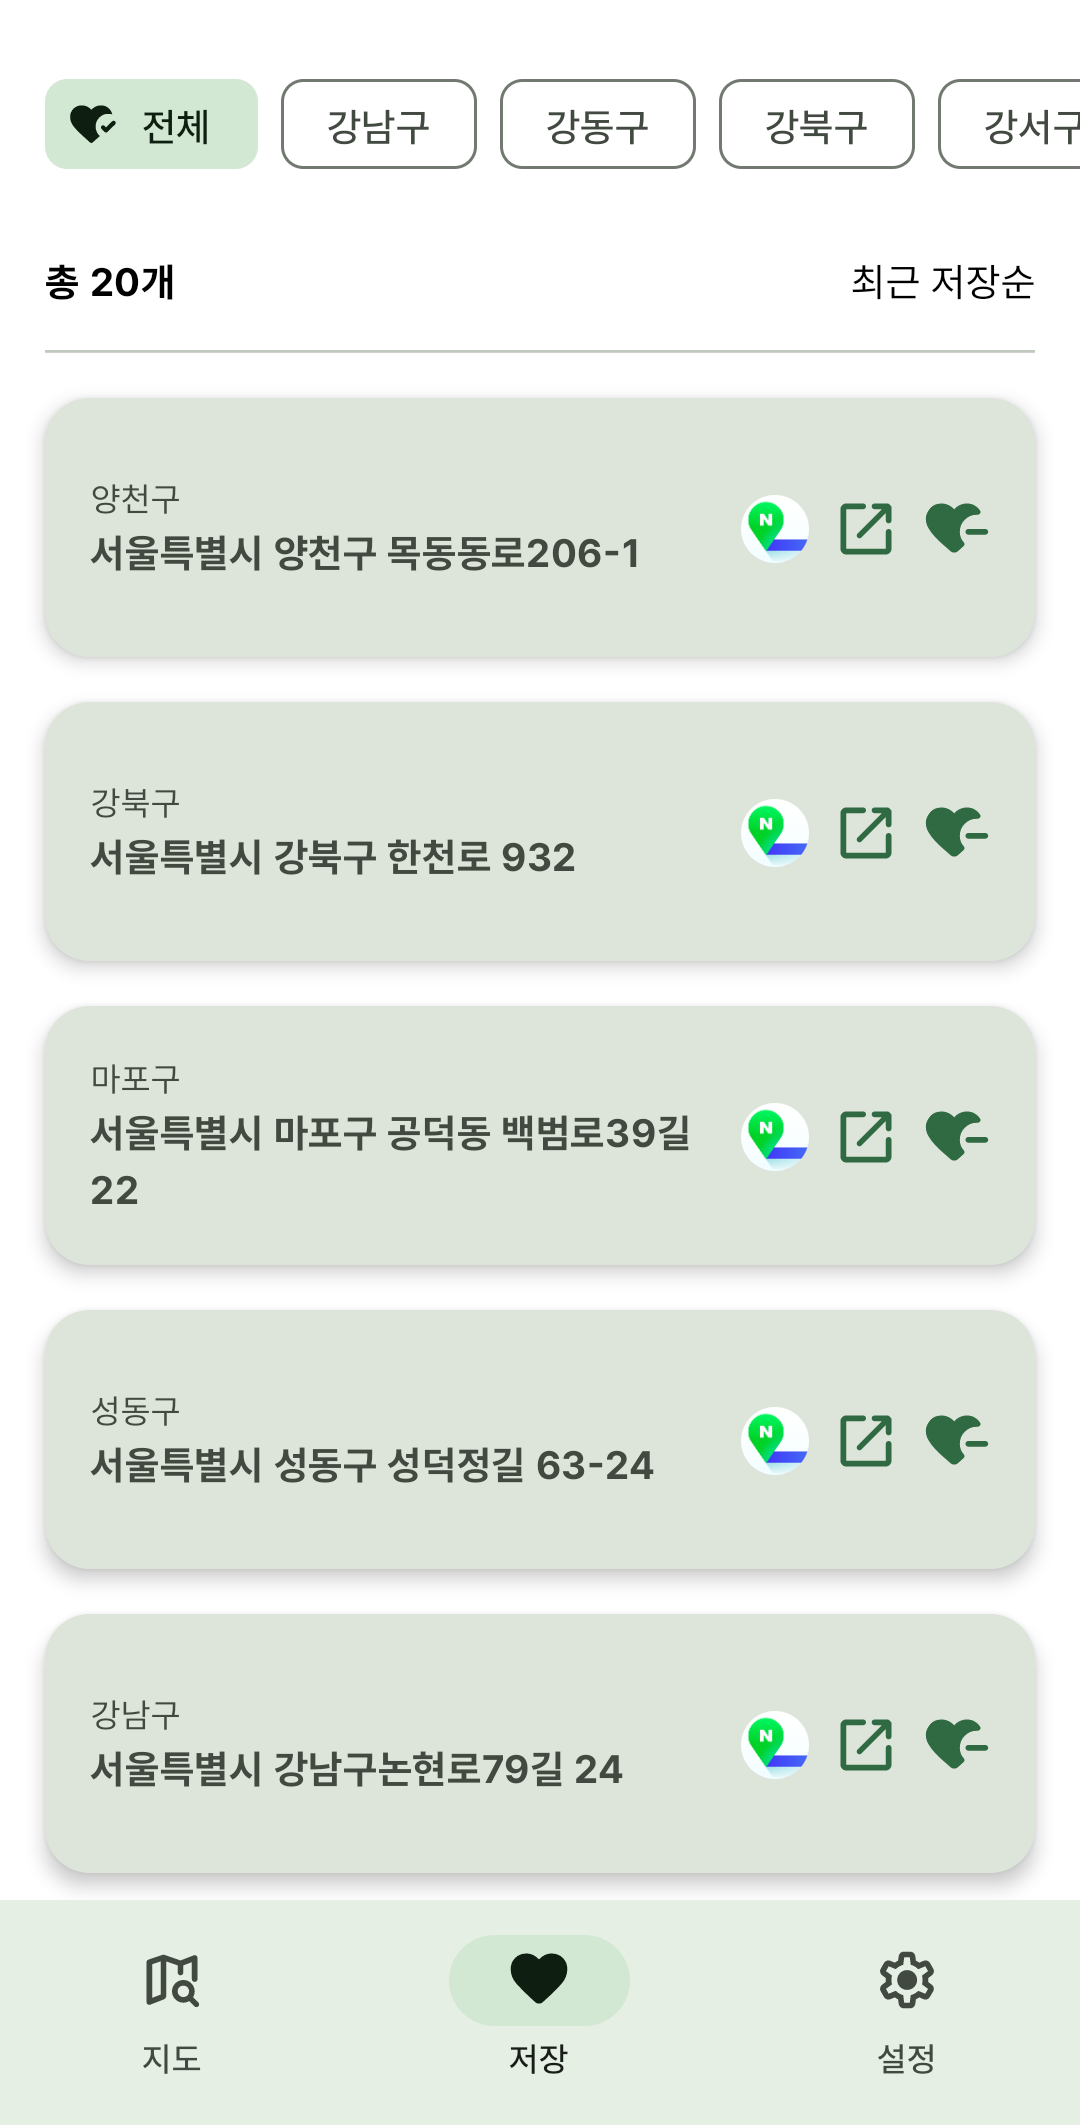 전체
강남구
강동구
강북구
강서구
총 20개
최근 저장순
양천구
서울특별시 양천구 목동동로206-1
N
강북구
서울특별시 강북구 한천로 932
N
마포구
서울특별시 마포구 공덕동 백범로39길
22
N
성동구
서울특별시 성동구 성덕정길 63-24
N
강남구
서울특별시 강남구논현로79길 24
N
지도
저장
설정